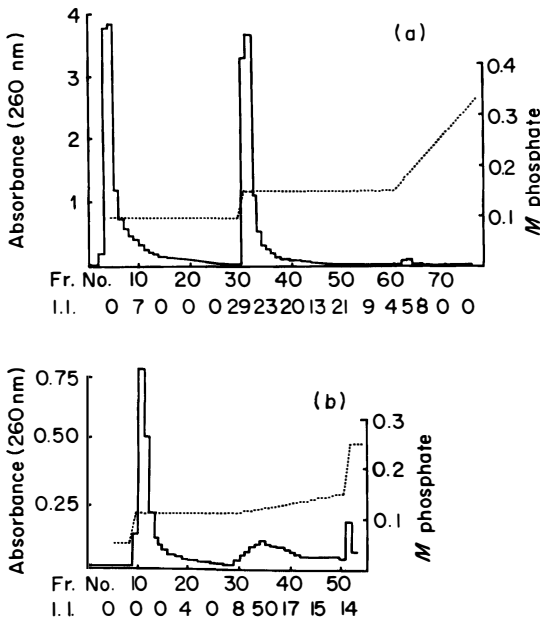 (a)
Absorbance (260 nm)
4
3
2
1
0.4
0.3
0.2
0.1
M phosphate
Fr. No. 10 20 30 40 50 60 70
I.I. 0 7 0 0 0 29 23 20 13 21 9 4 58 0 0
(b)
Absorbance (260 nm)
0.75
0.50
0.25
0.3
0.2
0.1
M phosphate
Fr. No. 10 20 30 40 50
I.I. 0 0 0 4 0 8 50 17 15 14